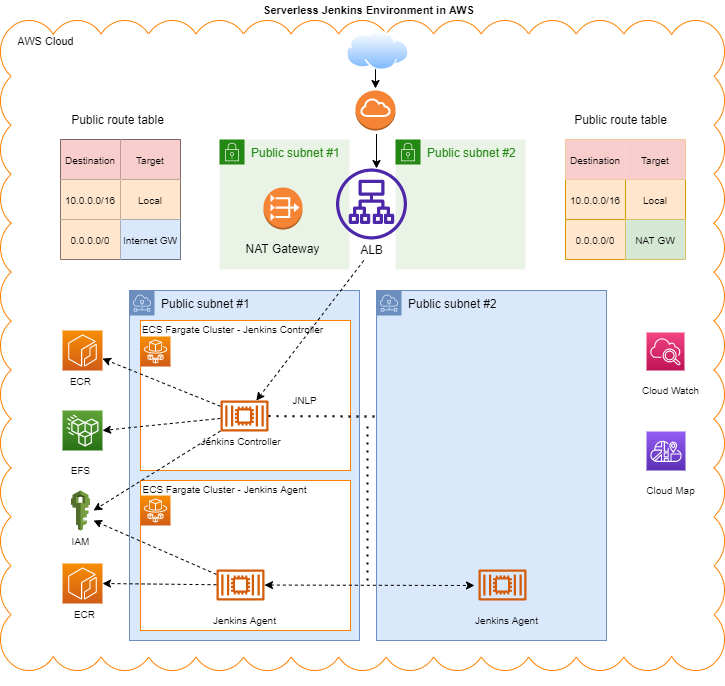 Serverless Jenkins Environment in AWS
AWS Cloud
Public route table
Destination Target
10.0.0.0/16 Local
0.0.0.0/0 Internet GW
Public subnet #1
Public subnet #2
NAT Gateway
ALB
Public route table
Destination Target
10.0.0.0/16 Local
0.0.0.0/0 NAT GW
Public subnet #1
Public subnet #2
ECS Fargate Cluster - Jenkins Controller
ECR
JNLP
Jenkins Controller
EFS
ECS Fargate Cluster - Jenkins Agent
IAM
ECR
Jenkins Agent
Jenkins Agent
Cloud Watch
Cloud Map